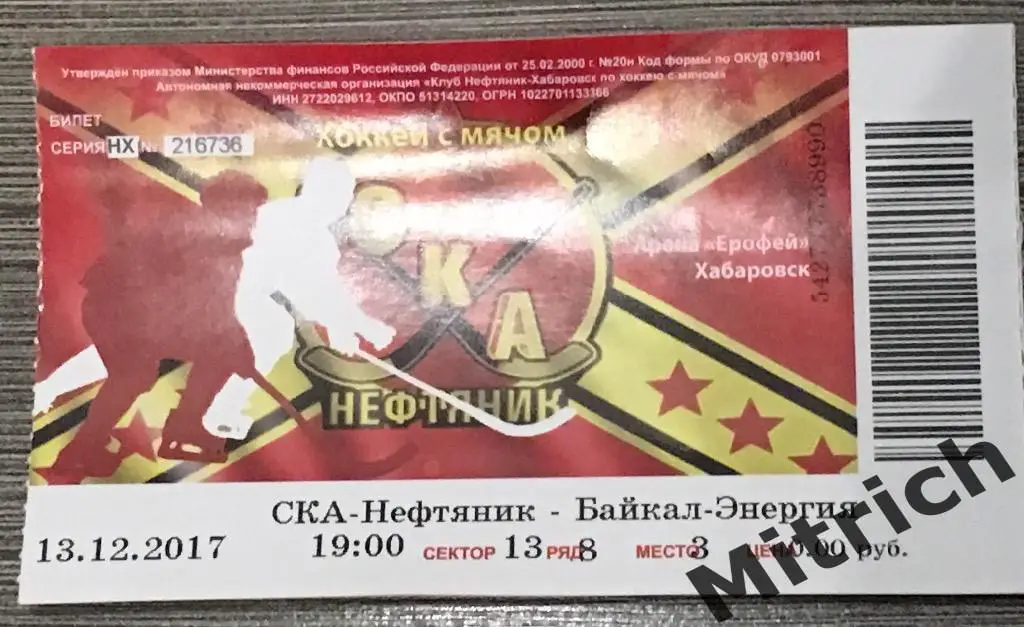 Утвержден приказом Министерства финансов Российской Федерации от 25.02.2000 г. №20н Код формы по ОКУД 0793001
Автономная некоммерческая организация «Клуб Нефтяник-Хабаровск по хоккею с мячом»
ИНН 2722029612, ОКПО 51314220, ОГРН 1022701133366
БИЛЕТ
СЕРИЯ НХ № 216736
Хоккей с мячом
СКА
НЕФТЯНИК
Арена «Ерофей»
Хабаровск
СКА-Нефтяник - Байкал-Энергия
13.12.2017 19:00 СЕКТОР 13 РЯД 8 МЕСТО 3 ЦЕНА руб.
Mitrich